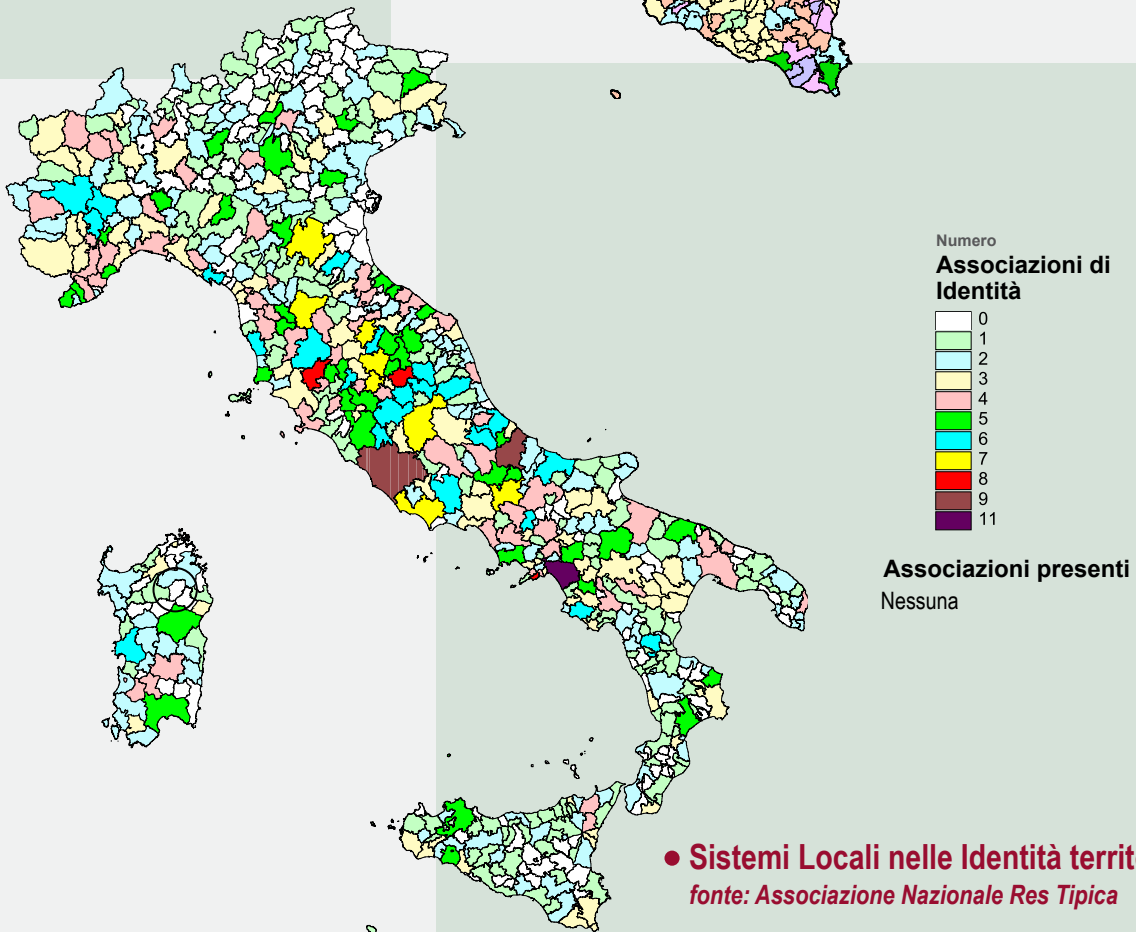 Numero
Associazioni di
Identità
0
1
2
3
4
5
6
7
8
9
11
Associazioni presenti
Nessuna
• Sistemi Locali nelle Identità territ
fonte: Associazione Nazionale Res Tipica